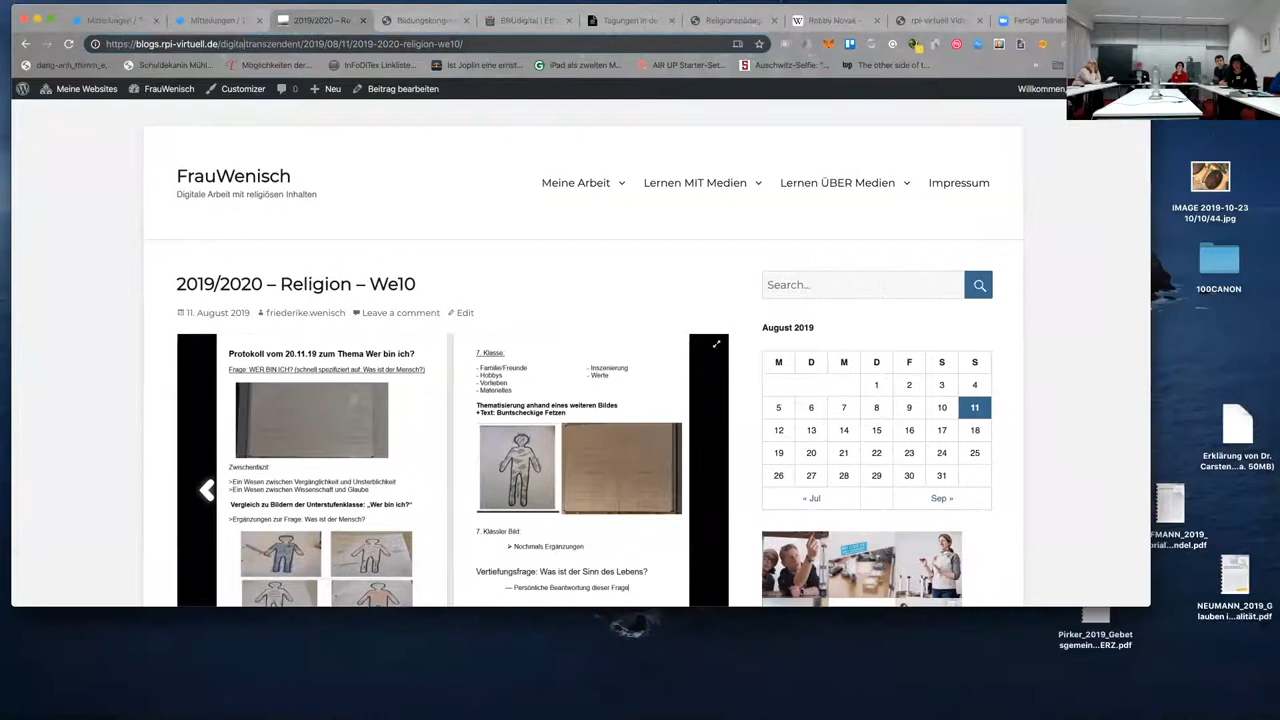 Mitteilungen / T
Mitteilungen / T
2019/2020 – Re
Bildungskongre
BRUdigital | Et
Tagungen in de
Religionspädag
Robby Novak –
rpi-virtuell Vid
Fertige Teilne
https://blogs.rpi-virtuell.de/digitaltranszendent/2019/08/11/2019-2020-religion-we10/
Schuldekanin Mühl...
Möglichkeiten der...
InFoDiTex Linkliste...
Ist Joplin eine ernst...
iPad als zweiten M...
AIR UP Starter-Set...
Auschwitz-Selfie: "...
The other side of t...
Meine Websites
FrauWenisch
Customizer
0
Neu
Beitrag bearbeiten
Willkommen,
FrauWenisch
Digitale Arbeit mit religiösen Inhalten
Meine Arbeit
Lernen MIT Medien
Lernen ÜBER Medien
Impressum
2019/2020 – Religion – We10
11. August 2019 friederike.wenisch Leave a comment Edit
Search...
Protokoll vom 20.11.19 zum Thema Wer bin ich?
Frage: WER BIN ICH? (schnell spezifiziert auf: Was ist der Mensch?)
Zwischenfazit:
>Ein Wesen zwischen Vergänglichkeit und Unsterblichkeit
>Ein Wesen zwischen Wissenschaft und Glaube
Vergleich zu Bildern der Unterstufenklasse: „Wer bin ich?“
>Ergänzungen zur Frage: Was ist der Mensch?
7. Klasse:
- Familie/Freunde
- Hobbys
- Vorlieben
- Materielles
- Inszenierung
- Werte
Thematisierung anhand eines weiteren Bildes
+Text: Buntscheckige Fetzen
7. Klässler Bild:
➢ Nochmals Ergänzungen
Vertiefungsfrage: Was ist der Sinn des Lebens?
— Persönliche Beantwortung dieser Frage
August 2019
M D M D F S S
1 2 3 4
5 6 7 8 9 10 11
12 13 14 15 16 17 18
19 20 21 22 23 24 25
26 27 28 29 30 31
« Jul Sep »
IMAGE 2019-10-23
10/10/44.jpg
100CANON
Erklärung von Dr.
Carsten...a. 50MB)
FMANN_2019_
orial...ndel.pdf
NEUMANN_2019_G
lauben i...alität.pdf
Pirker_2019_Gebet
sgemein...ERZ.pdf